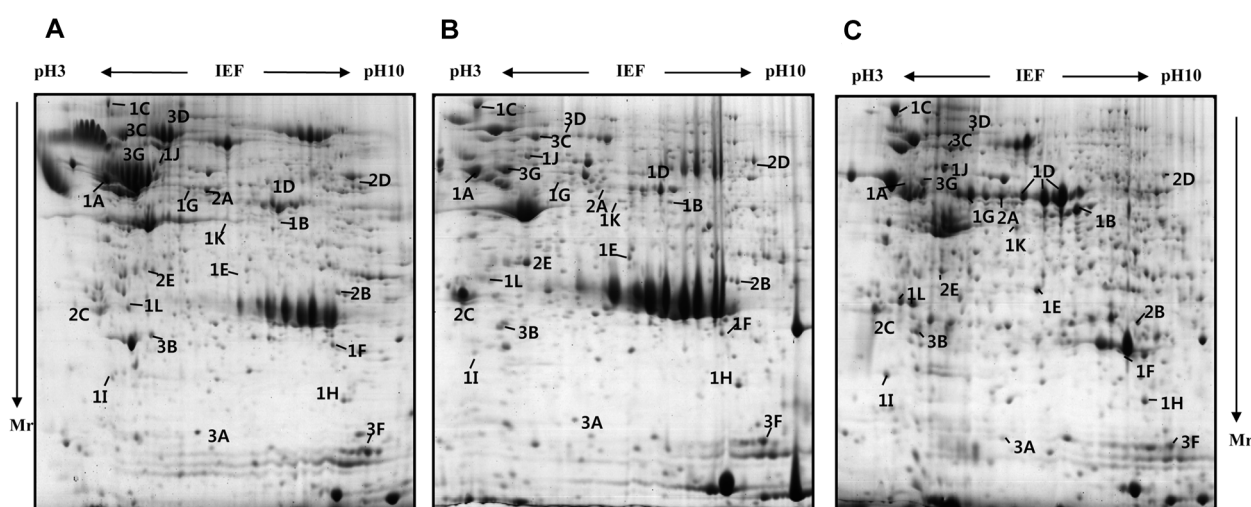 A
B
C
pH3 IEF pH10
pH3 IEF pH10
pH3 IEF pH10
Mr
1C
3D
3C
3G
1J
1A
1G
2A
1D
2D
1B
1K
2E
1E
2B
2C
1L
3B
1F
1I
1H
3A
3F
1C
3D
3C
1J
3G
1A
1G
1D
2D
2A
1K
1B
1E
2E
1L
2B
2C
3B
1F
1I
1H
3A
3F
1C
3D
3C
1J
1D
1A
3G
2D
1G
2A
1B
1K
2E
1L
1E
2B
2C
3B
1F
1I
1H
3A
3F
Mr